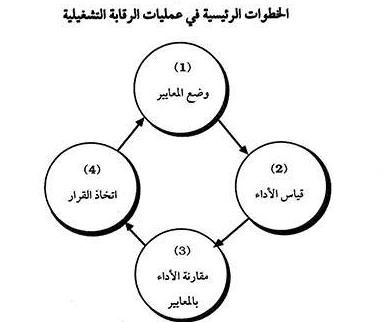 الخطوات الرئيسية في عمليات الرقابة التشغيلية
(1)
وضع المعايير
(2)
قياس الأداء
(3)
مقارنة الأداء
بالمعايير
(4)
اتخاذ القرار